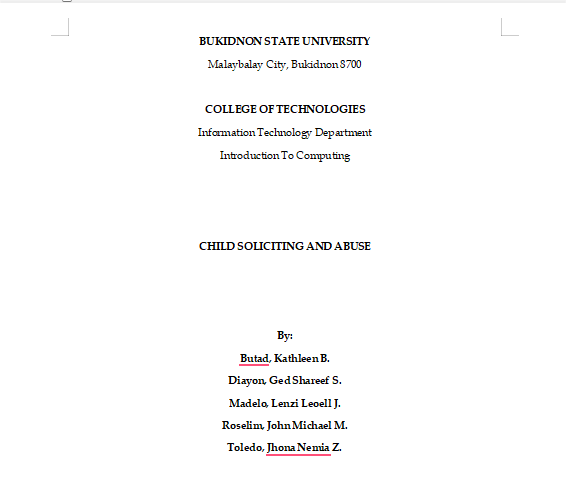 BUKIDNON STATE UNIVERSITY
Malaybalay City, Bukidnon 8700
COLLEGE OF TECHNOLOGIES
Information Technology Department
Introduction To Computing
CHILD SOLICITING AND ABUSE
By:
Butad, Kathleen B.
Diayon, Ged Shareef S.
Madelo, Lenzi Leoell J.
Roselim, John Michael M.
Toledo, Jhona Nemia Z.